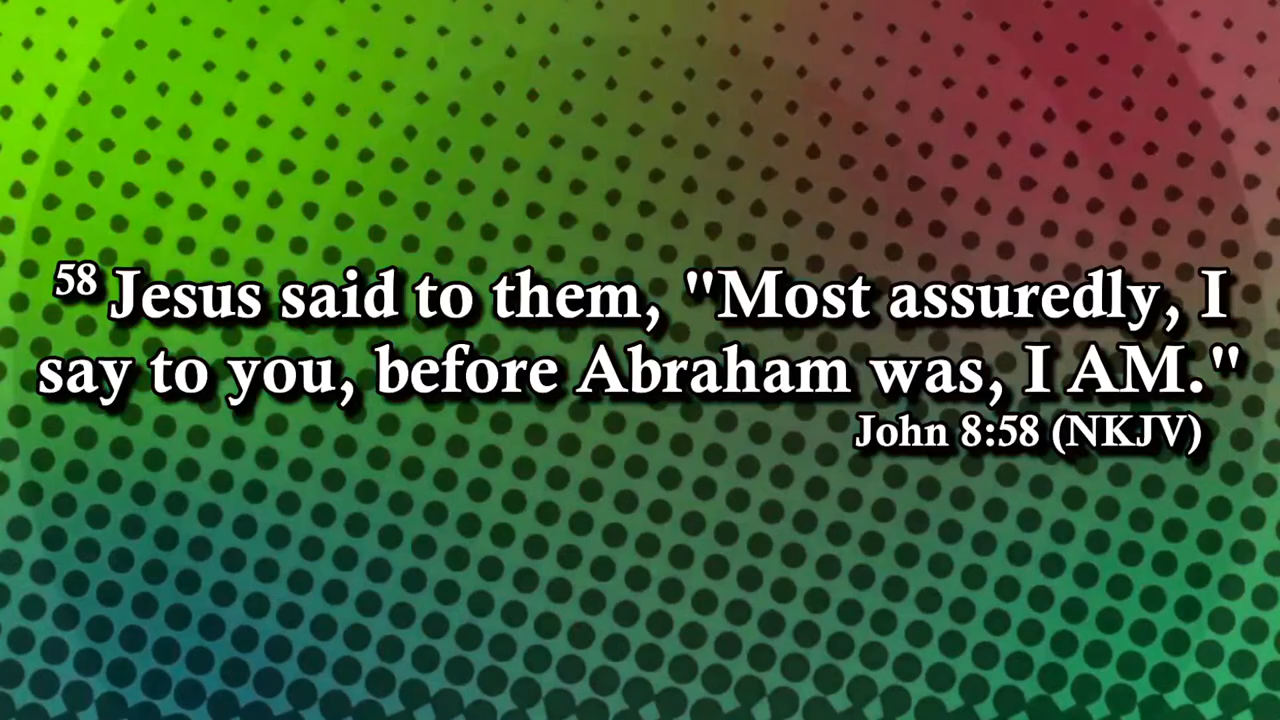 58 Jesus said to them, "Most assuredly, I
say to you, before Abraham was, I AM."
John 8:58 (NKJV)